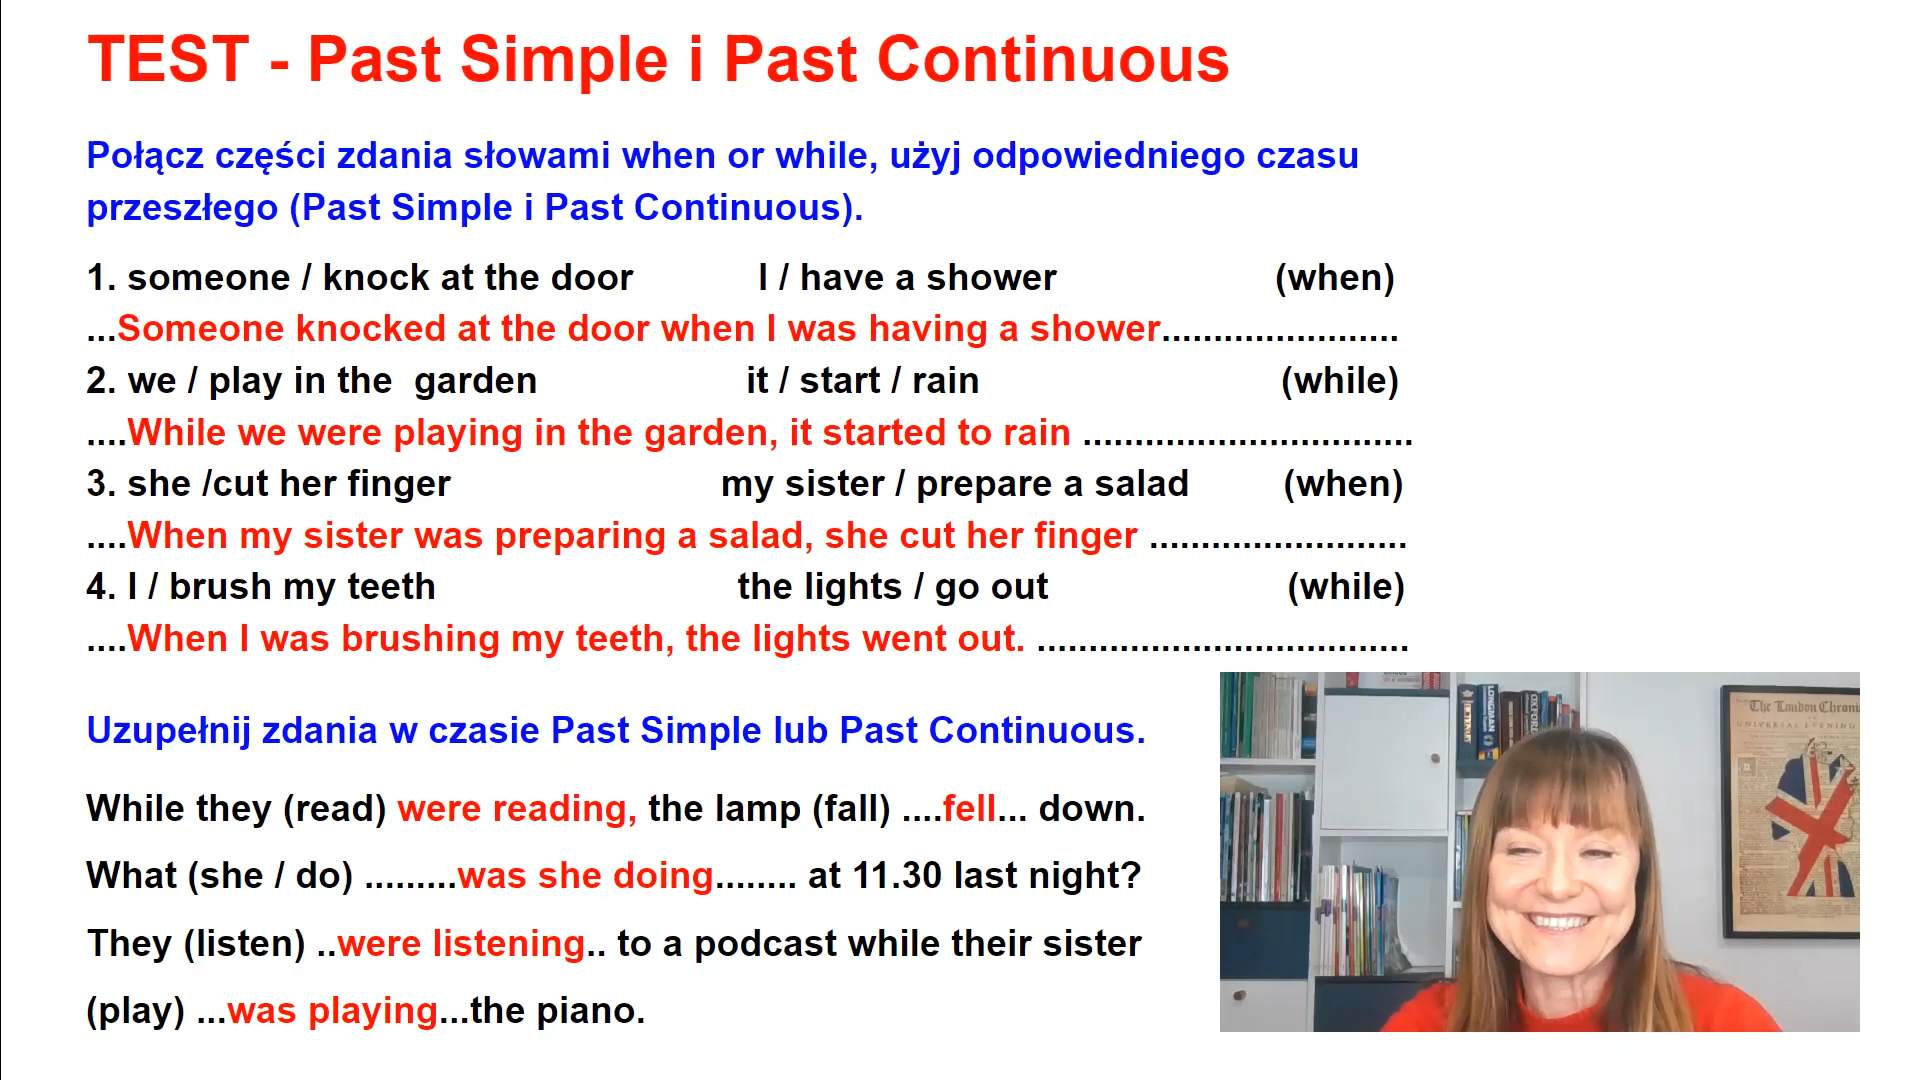 TEST - Past Simple i Past Continuous
Połącz części zdania słowami when or while, użyj odpowiedniego czasu
przeszłego (Past Simple i Past Continuous).
1. someone / knock at the door I / have a shower (when)
...Someone knocked at the door when I was having a shower.......................
2. we / play in the garden it / start / rain (while)
....While we were playing in the garden, it started to rain ................................
3. she /cut her finger my sister / prepare a salad (when)
....When my sister was preparing a salad, she cut her finger .........................
4. I / brush my teeth the lights / go out (while)
....When I was brushing my teeth, the lights went out. ....................................
Uzupełnij zdania w czasie Past Simple lub Past Continuous.
While they (read) were reading, the lamp (fall) ....fell... down.
What (she / do) .........was she doing........ at 11.30 last night?
They (listen) ..were listening.. to a podcast while their sister
(play) ...was playing...the piano.
LONGMAN
OXFORD
The London Chroni
UNIVERSAL EVENING